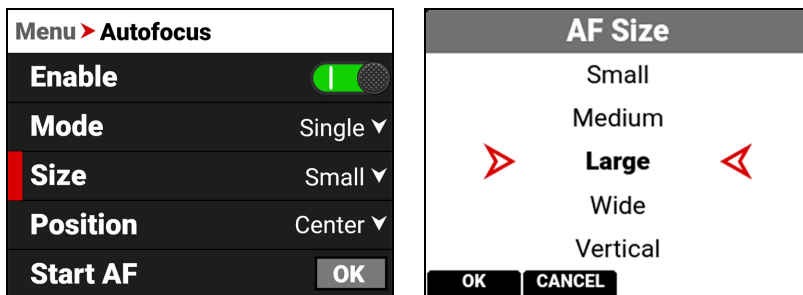 Menu > Autofocus
Enable
Mode Single
Size Small
Position Center
Start AF OK
AF Size
Small
Medium
Large
Wide
Vertical
OK CANCEL